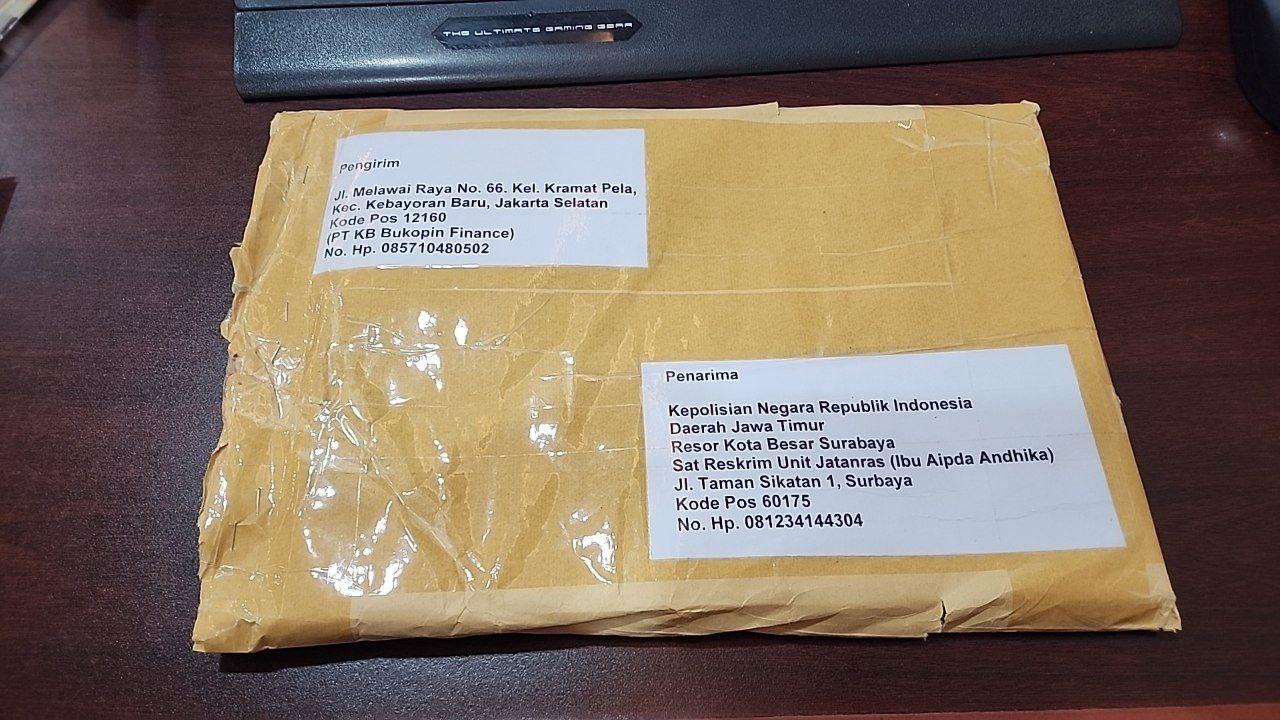 THE ULTIMATE GAMING GEAR
Pengirim
Jl. Melawai Raya No. 66. Kel. Kramat Pela,
Kec. Kebayoran Baru, Jakarta Selatan
Kode Pos 12160
(PT KB Bukopin Finance)
No. Hp. 085710480502
Penarima
Kepolisian Negara Republik Indonesia
Daerah Jawa Timur
Resor Kota Besar Surabaya
Sat Reskrim Unit Jatanras (Ibu Aipda Andhika)
Jl. Taman Sikatan 1, Surbaya
Kode Pos 60175
No. Hp. 081234144304